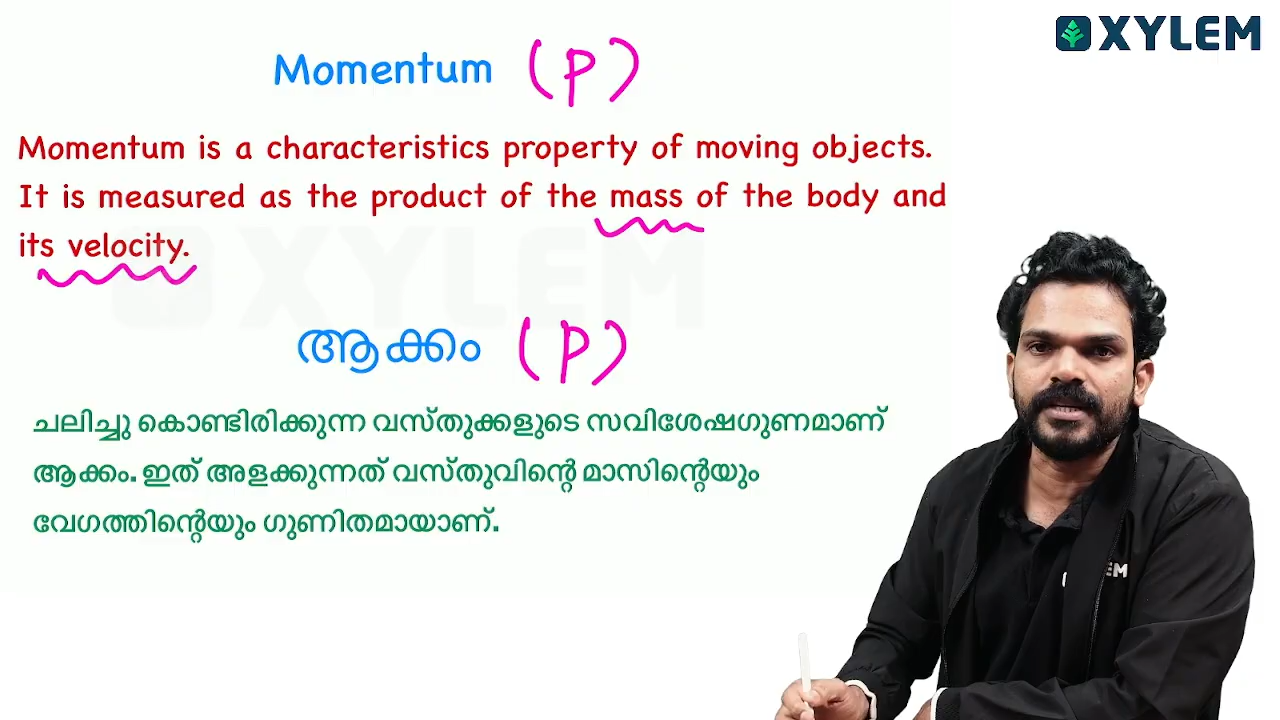 XYLEM
Momentum (p)
Momentum is a characteristics property of moving objects.
It is measured as the product of the mass of the body and
its velocity.
XYLEM
ആക്കം (p)
ചലിച്ചു കൊണ്ടിരിക്കുന്ന വസ്തുക്കളുടെ സവിശേഷഗുണമാണ്
ആക്കം. ഇത് അളക്കുന്നത് വസ്തുവിന്റെ മാസിന്റെയും
വേഗത്തിന്റെയും ഗുണിതമായാണ്.